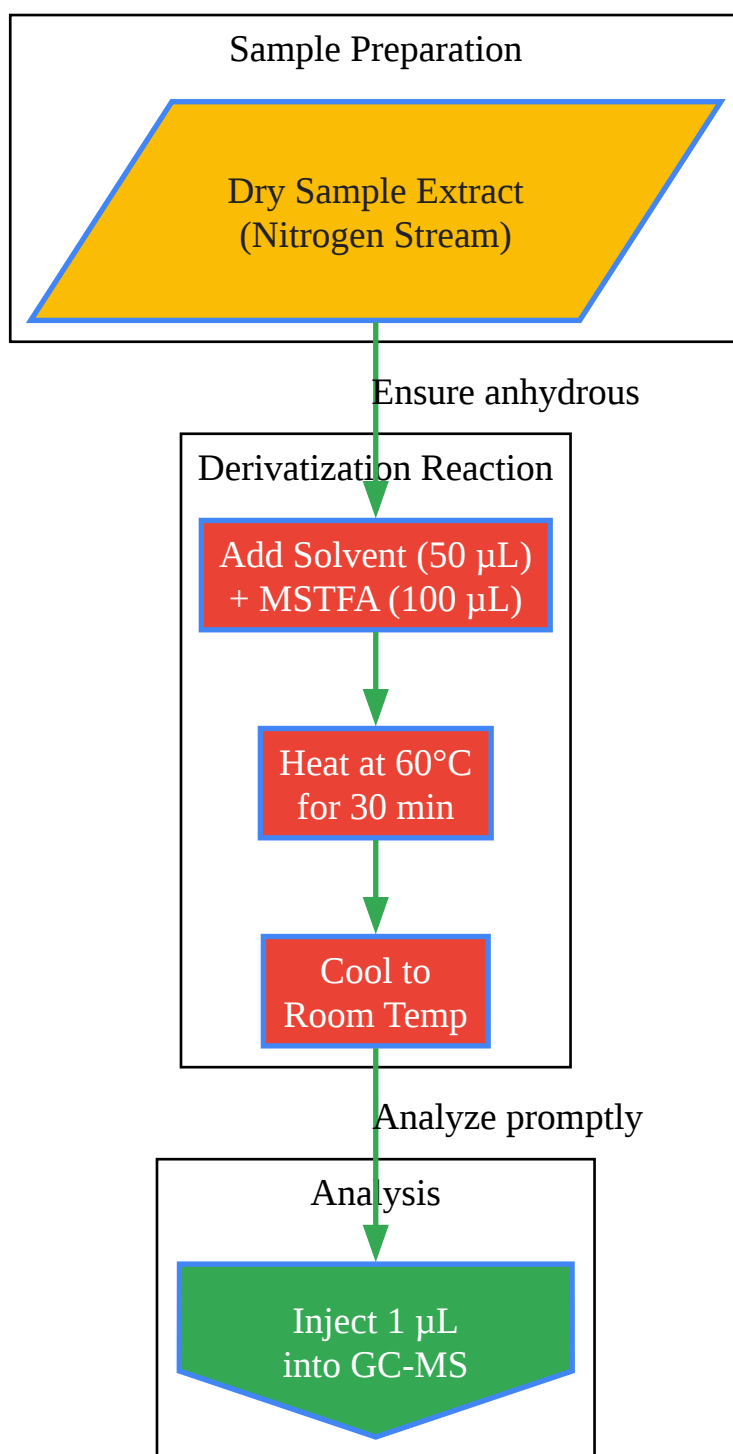 Sample Preparation
Dry Sample Extract
(Nitrogen Stream)
Ensure anhydrous
Derivatization Reaction
Add Solvent (50 µL)
+ MSTFA (100 µL)
Heat at 60°C
for 30 min
Cool to
Room Temp
Analyze promptly
Analysis
Inject 1 µL
into GC-MS